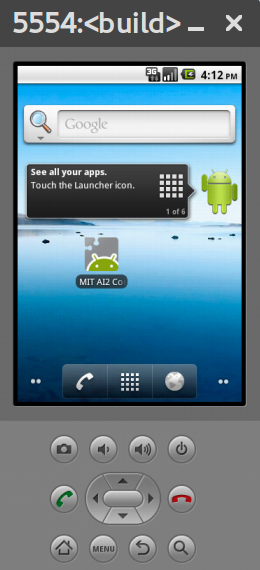 5554:<build>
3G
4:12 PM
Google
See all your apps.
Touch the Launcher icon.
1 of 6
MIT AI2 Co
MENU